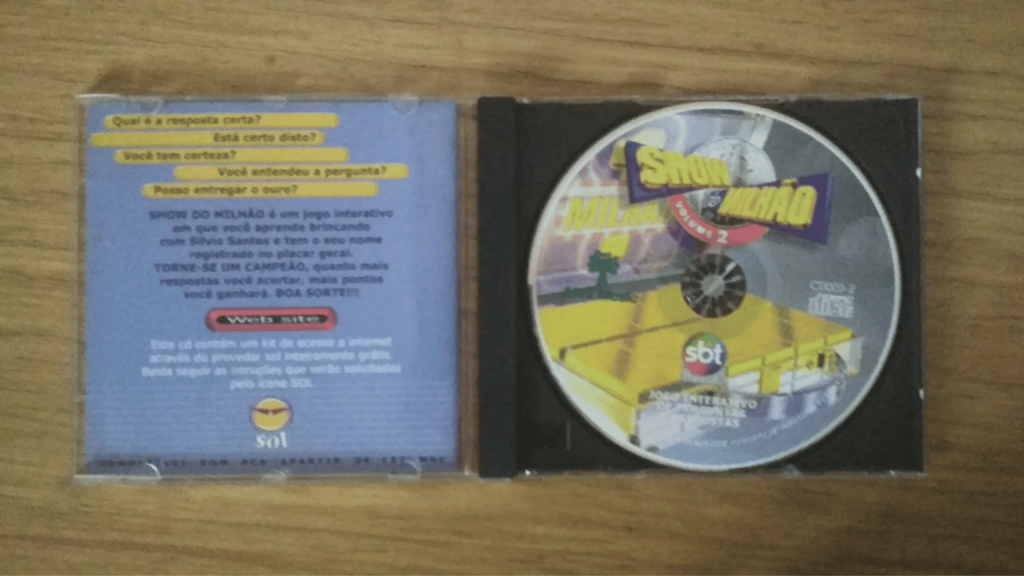 Qual é a resposta certa?
Está certo disto?
Você tem certeza?
Você entendeu a pergunta?
Posso entregar o ouro?
SHOW DO MILHÃO é um jogo interativo
em que você aprende brincando
com Silvio Santos e tem o seu nome
registrado no placar geral.
TORNE-SE UM CAMPEÃO, quanto mais
respostas você acertar, mais pontos
você ganhará. BOA SORTE!!!
Web site
Este cd contém um kit de acesso a internet
através do provedor sol inteiramente grátis.
Basta seguir as intruções que serão solicitadas
pelo ícone SOL
sol
SHOW
DO MILHÃO
VOLUME 2
disc
sbt